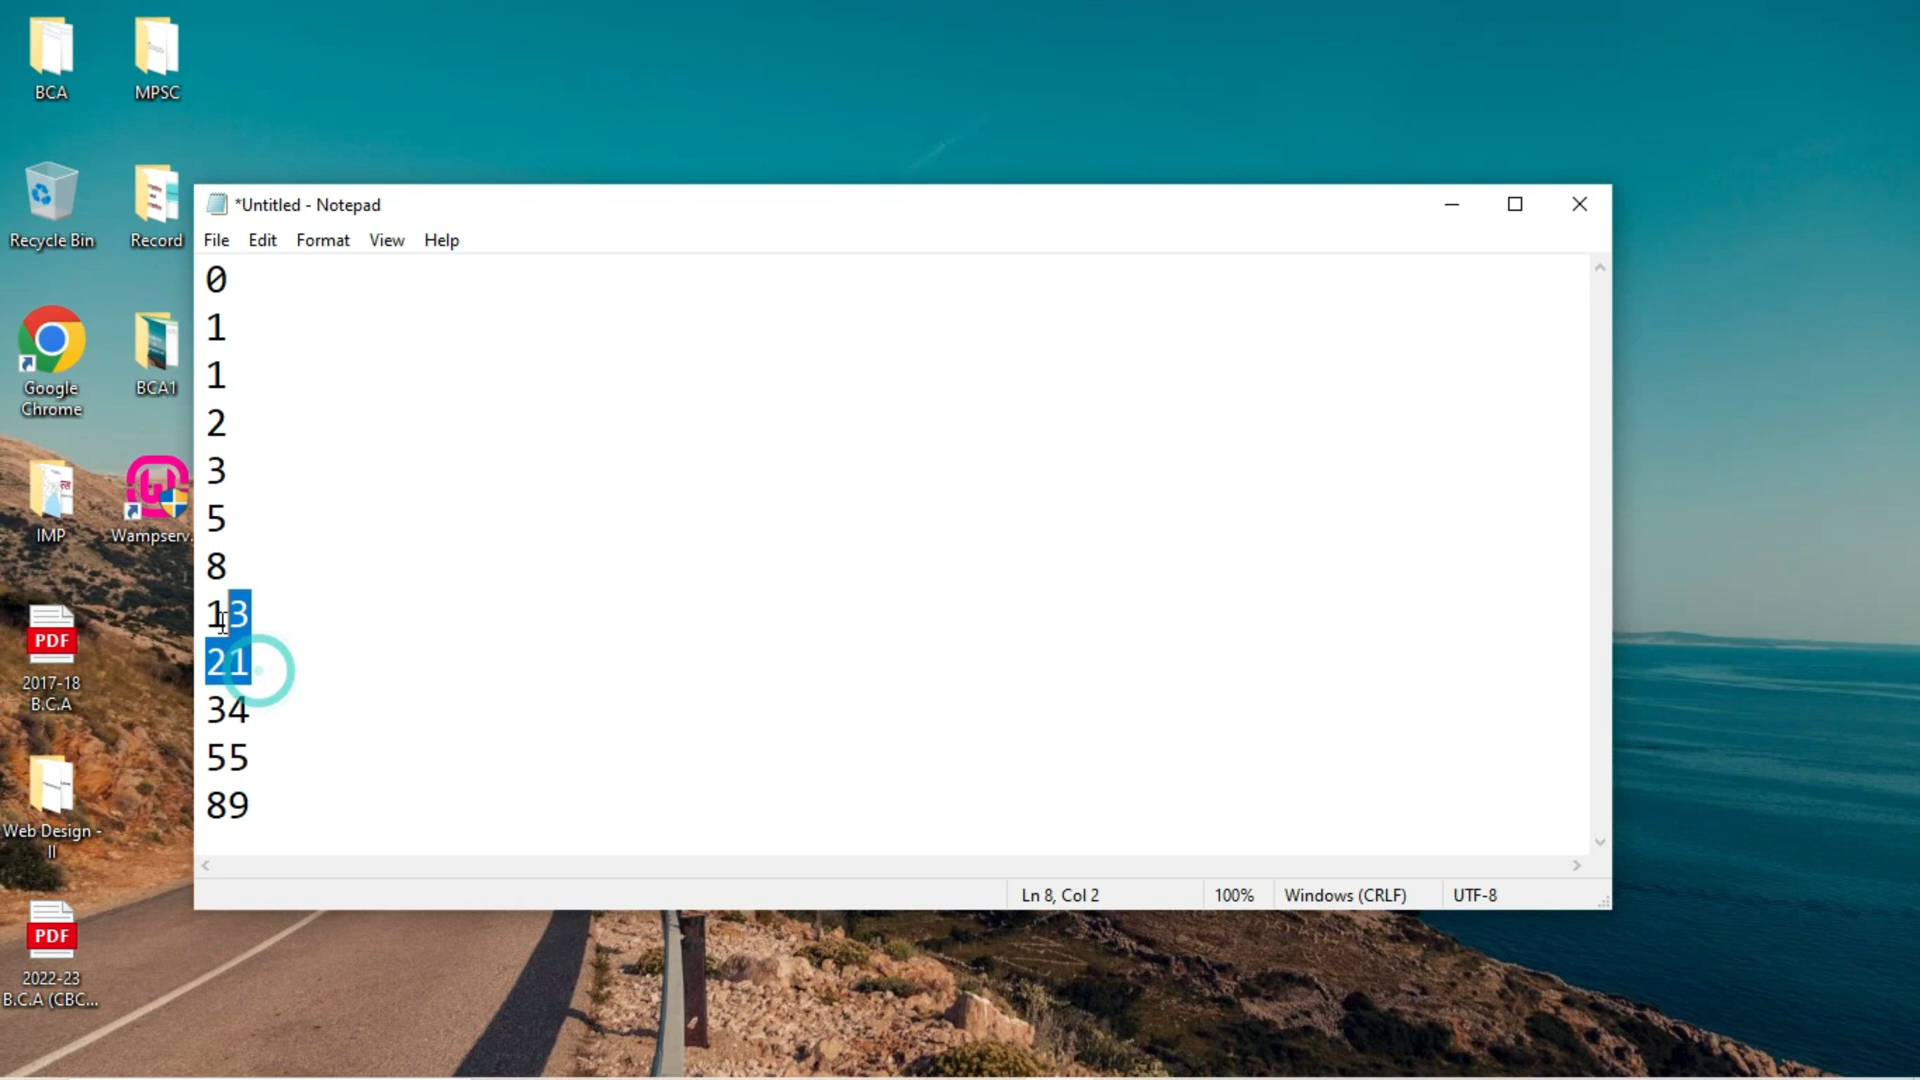 BCA
MPSC
Recycle Bin
Record
Google
Chrome
BCA1
IMP
Wampserv.
PDF
2017-18
B.C.A
Web Design -
II
PDF
2022-23
B.C.A (CBC...
*Untitled - Notepad
File Edit Format View Help
0
1
1
2
3
5
8
13
21
34
55
89
Ln 8, Col 2
100%
Windows (CRLF)
UTF-8